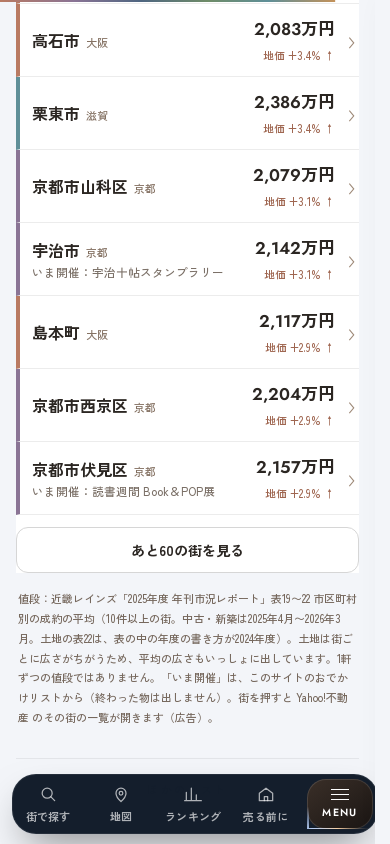 高石市 大阪
2,083万円
地価 +3.4% ↑
栗東市 滋賀
2,386万円
地価 +3.4% ↑
京都市山科区 京都
2,079万円
地価 +3.1% ↑
宇治市 京都
いま開催：宇治十帖スタンプラリー
2,142万円
地価 +3.1% ↑
島本町 大阪
2,117万円
地価 +2.9% ↑
京都市西京区 京都
2,204万円
地価 +2.9% ↑
京都市伏見区 京都
いま開催：読書週間 Book＆POP展
2,157万円
地価 +2.9% ↑
あと60の街を見る
値段：近畿レインズ「2025年度 年刊市況レポート」表19〜22 市区町村
別の成約の平均（10件以上の街。中古・新築は2025年4月〜2026年3
月。土地の表22は、表の中の年度の書き方が2024年度）。土地は街ご
とに広さがちがうため、平均の広さもいっしょに出しています。1軒
ずつの値段ではありません。「いま開催」は、このサイトのおでか
けリストから（終わった物は出しません）。街を押すと Yahoo!不動
産 のその街の一覧が開きます（広告）。
街で探す
地図
ランキング
売る前に
MENU